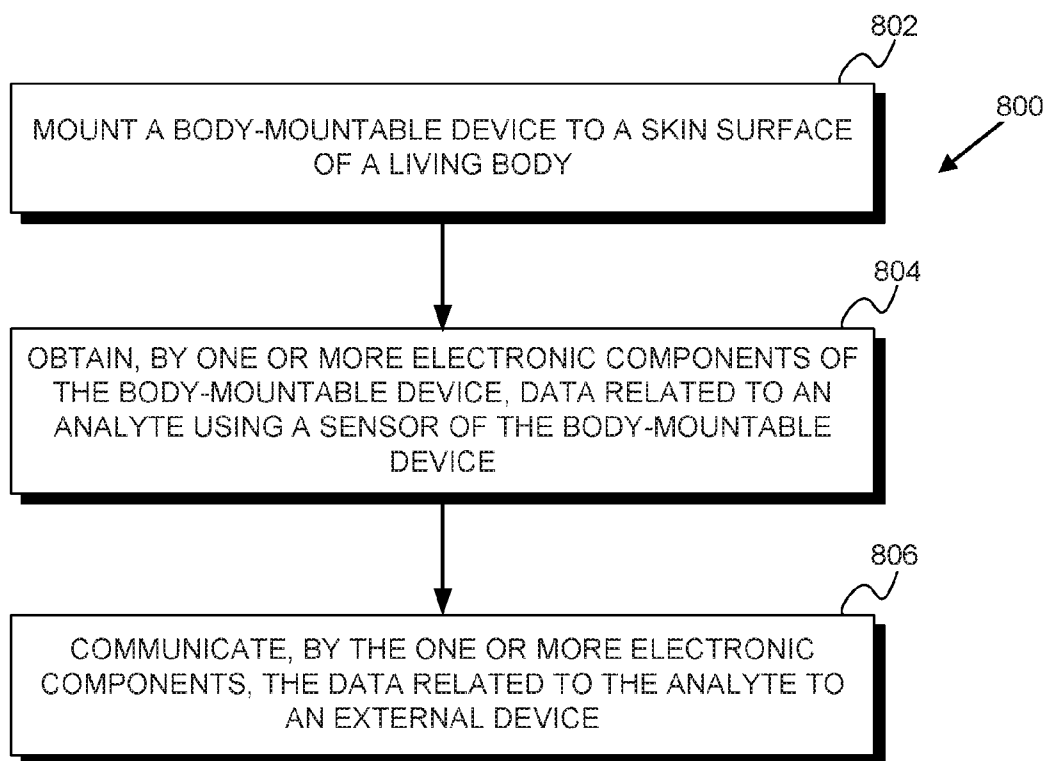 802
800
MOUNT A BODY-MOUNTABLE DEVICE TO A SKIN SURFACE
OF A LIVING BODY
804
OBTAIN, BY ONE OR MORE ELECTRONIC COMPONENTS OF
THE BODY-MOUNTABLE DEVICE, DATA RELATED TO AN
ANALYTE USING A SENSOR OF THE BODY-MOUNTABLE
DEVICE
806
COMMUNICATE, BY THE ONE OR MORE ELECTRONIC
COMPONENTS, THE DATA RELATED TO THE ANALYTE TO
AN EXTERNAL DEVICE